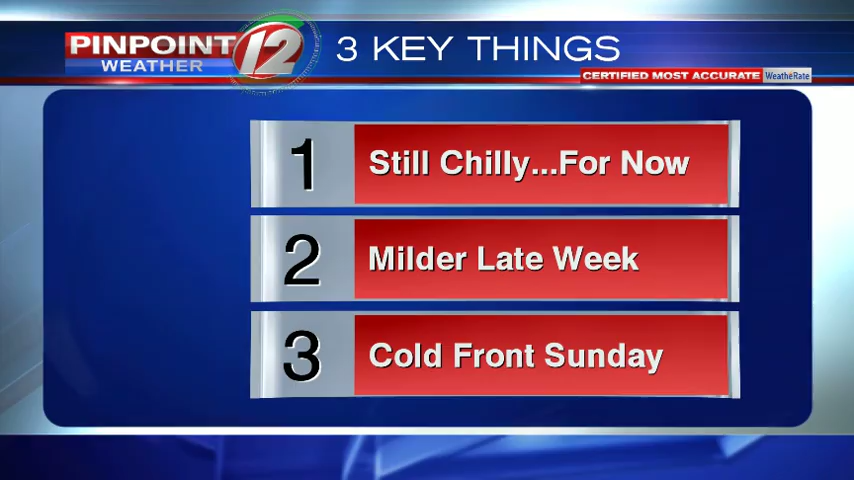 PINPOINT 12 3 KEY THINGS
WEATHER
CERTIFIED MOST ACCURATE WeatheRate
1 Still Chilly...For Now
2 Milder Late Week
3 Cold Front Sunday